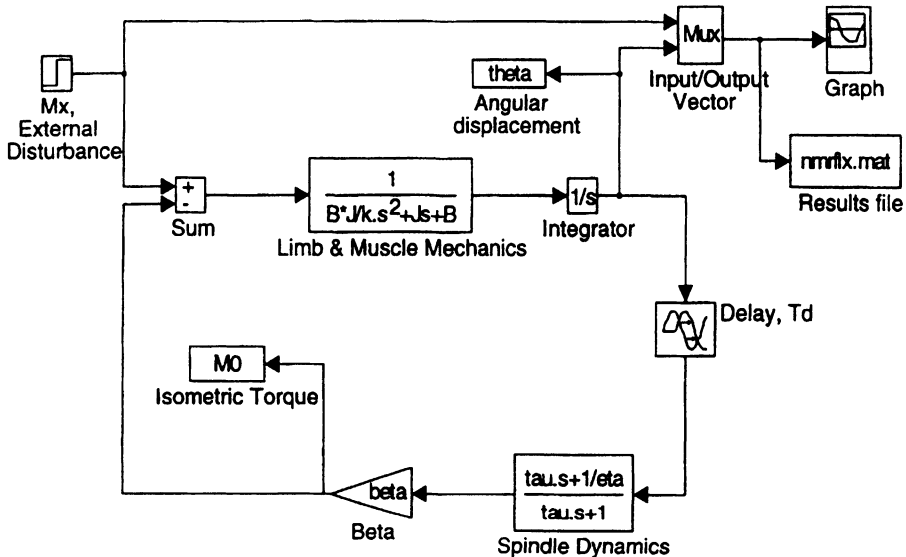 Mux
Input/Output
Vector
Graph
theta
Angular
displacement
Mx,
External
Disturbance
nmrflx.mat
Results file
+
-
Sum
1
B*J/k.s²+Js+B
Limb & Muscle Mechanics
1/s
Integrator
Delay, Td
M0
Isometric Torque
beta
Beta
tau.s+1/eta
tau.s+1
Spindle Dynamics